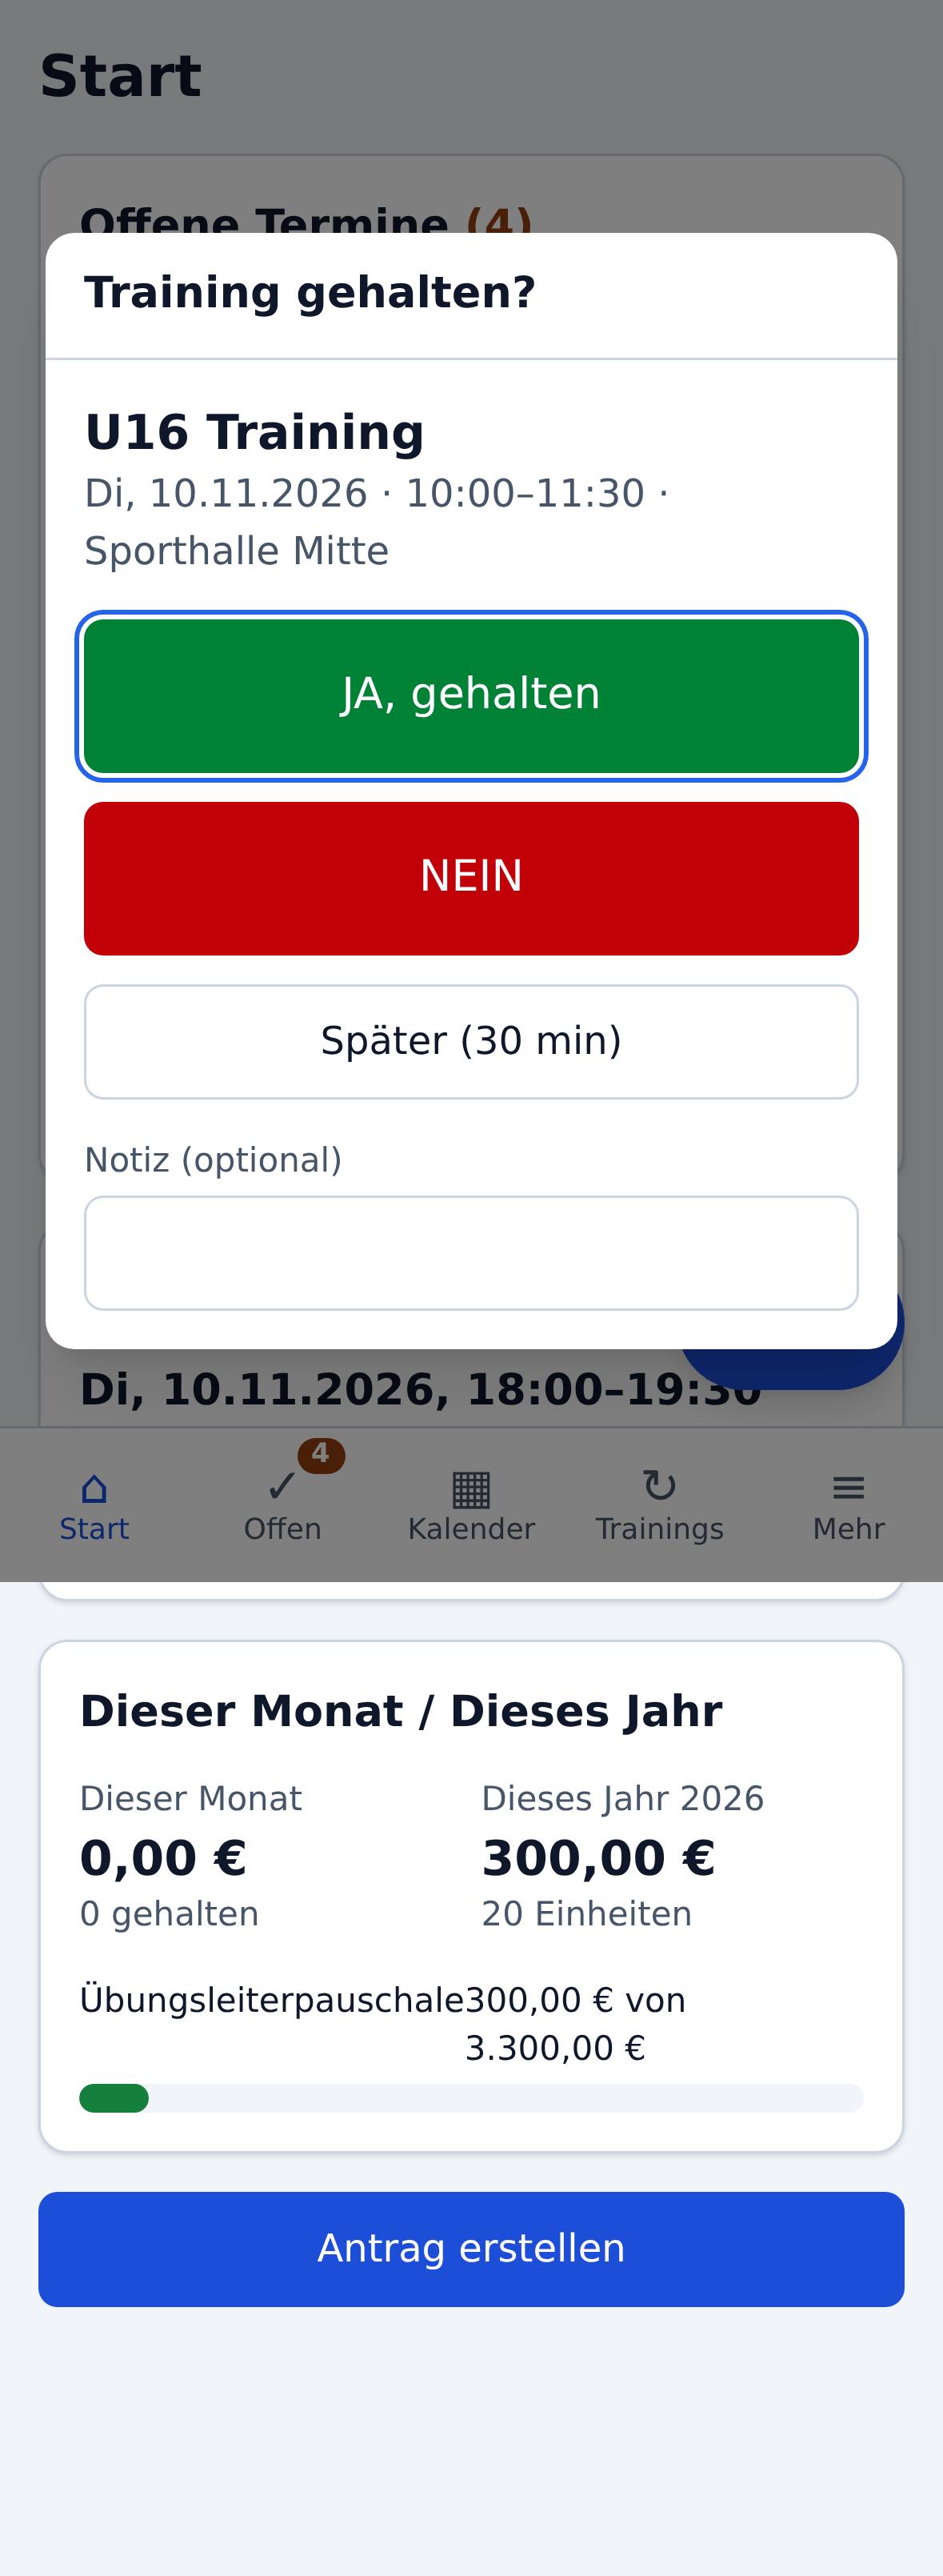 Start
Offene Termine (4)
Training gehalten?
U16 Training
Di, 10.11.2026 · 10:00–11:30 ·
Sporthalle Mitte
JA, gehalten
NEIN
Später (30 min)
Notiz (optional)
Di, 10.11.2026, 18:00–19:30
4
Start
Offen
Kalender
Trainings
Mehr
Dieser Monat / Dieses Jahr
Dieser Monat
Dieses Jahr 2026
0,00 €
300,00 €
0 gehalten
20 Einheiten
Übungsleiterpauschale
300,00 € von
3.300,00 €
Antrag erstellen